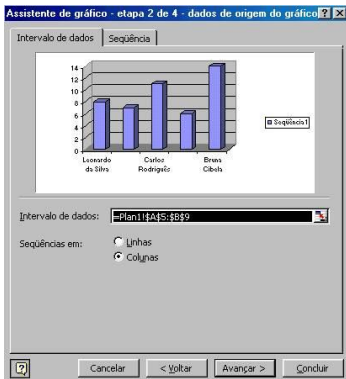 Assistente de gráfico - etapa 2 de 4 - dados de origem do gráfico
Intervalo de dados
Seqüência
14
12
10
8
6
4
2
0
Leonardo da Silva
Carlos Rodrigués
Bruna Cibela
Seqüência1
Intervalo de dados: =Plan1!$A$5:$B$9
Seqüências em: Linhas
Colunas
Cancelar
< Voltar
Avançar >
Concluir